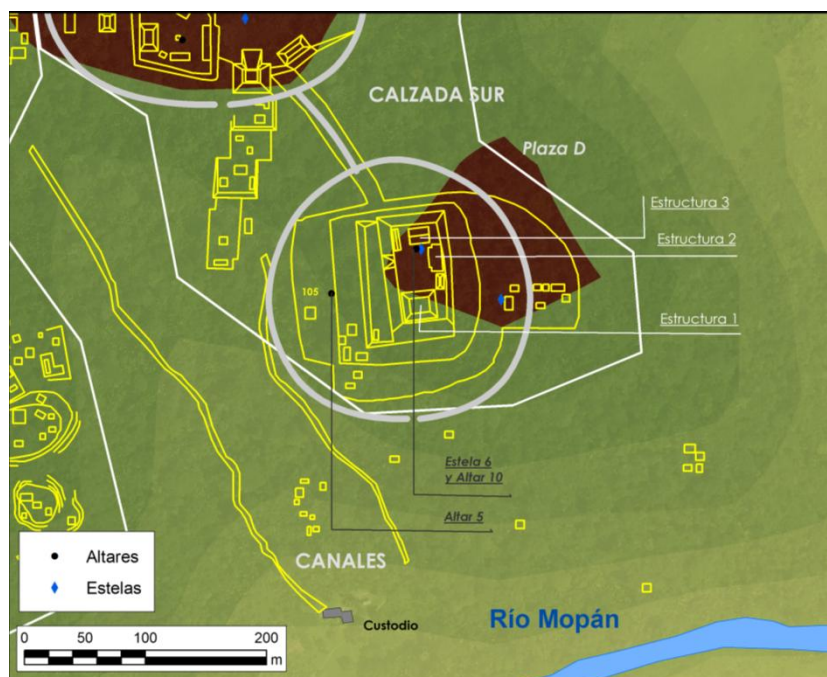 CALZADA SUR
Plaza D
Estructura 3
Estructura 2
105
Estructura 1
Estela 6
y Altar 10
Altar 5
CANALES
Altares
Estelas
Custodio
Río Mopán
0 50 100 200
m